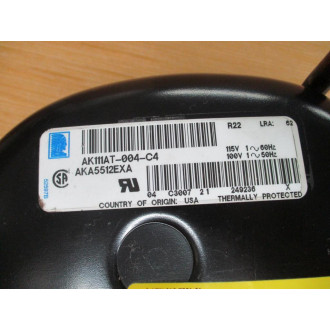 R22 LRA: 62
AK111AT-004-C4
AKA5512EXA
115V 1~60Hz
100V 1~50Hz
04 C3007 21 249236 X
COUNTRY OF ORIGIN: USA THERMALLY PROTECTED